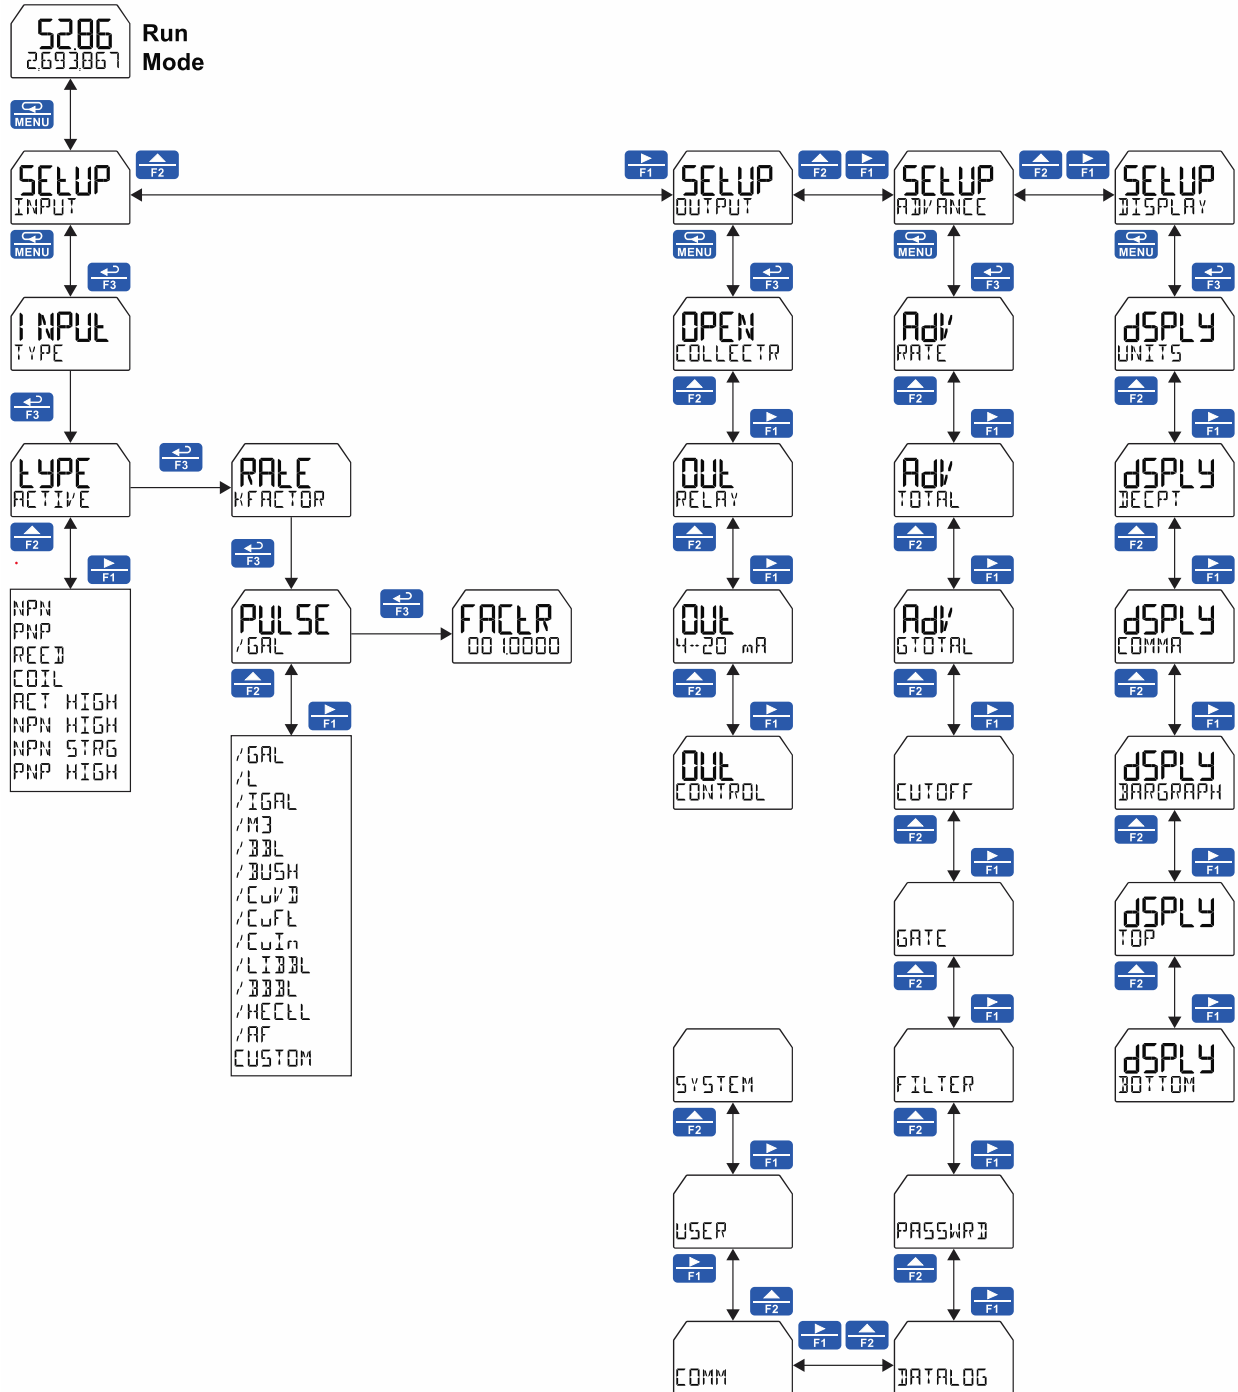 52.86
2,693,867
Run
Mode
MENU
SEtUP
INPUT
F2
F1
SEtUP
OUTPUT
F2
F1
SEtUP
ADVANCE
F2
F1
SEtUP
DISPLAY
MENU
F3
MENU
F3
MENU
F3
MENU
F3
INPUt
TYPE
OPEN
COLLECTR
AdV
RATE
dSPLY
UNITS
F3
F2
F1
F2
F1
F2
F1
tYPE
ACTIVE
F3
RAtE
KFACTOR
OUt
RELAY
AdV
TOTAL
dSPLY
DECPT
F2
F1
F3
F2
F1
F2
F1
F2
F1
NPN
PNP
REED
COIL
ACT HIGH
NPN HIGH
NPN STRG
PNP HIGH
PULSE
/GAL
F3
FACtR
001.0000
OUt
4--20 mA
AdV
GTOTAL
dSPLY
COMMA
F2
F1
F2
F1
F2
F1
F2
F1
/GAL
/L
/IGAL
/M3
/BBL
/BUSH
/CuYD
/CuFt
/CuIn
/LIBBL
/BBBL
/HECtL
/AF
CUSTOM
OUt
CONTROL
CUTOFF
dSPLY
BARGRAPH
F2
F1
F2
F1
GATE
dSPLY
TOP
F2
F1
F2
F1
SYSTEM
FILTER
dSPLY
BOTTOM
F2
F1
F2
F1
USER
PASSWRD
F1
F2
F2
F1
COMM
F1
F2
DATALOG